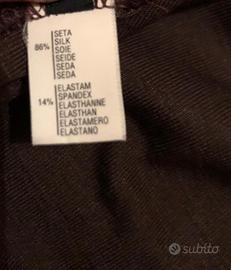 86%
SETA
SILK
SOIE
SEIDE
SEDA
SEDA
14%
ELASTAM
SPANDEX
ELASTHANNE
ELASTHAN
ELASTAMERO
ELASTANO
subito